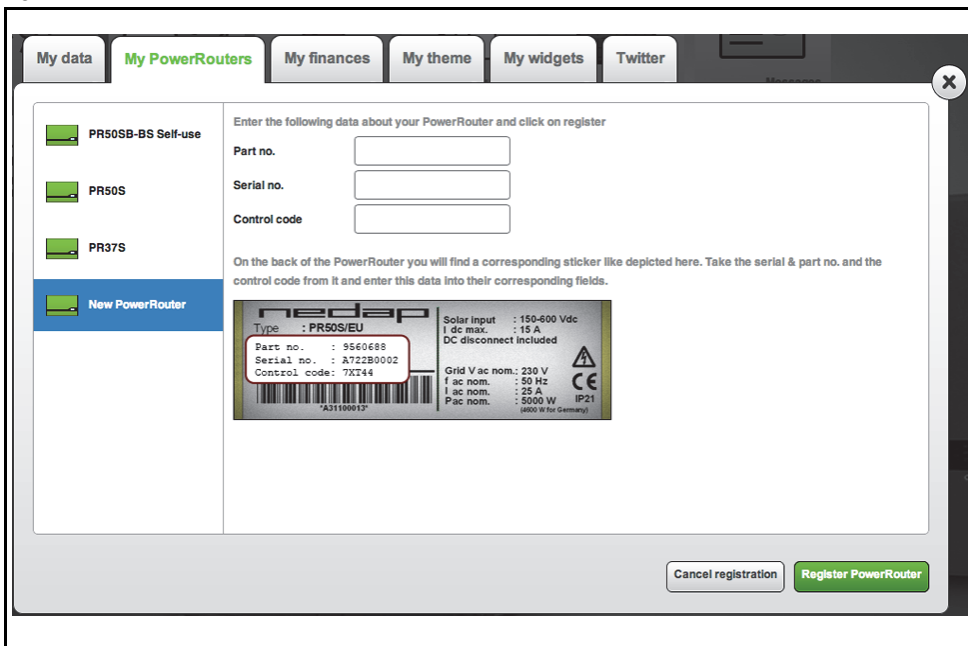 My data
My PowerRouters
My finances
My theme
My widgets
Twitter
Messages
PR50SB-BS Self-use
PR50S
PR37S
New PowerRouter
Enter the following data about your PowerRouter and click on register
Part no.
Serial no.
Control code
On the back of the PowerRouter you will find a corresponding sticker like depicted here. Take the serial & part no. and the
control code from it and enter this data into their corresponding fields.
nedap
Type : PR50S/EU
Part no. : 9560688
Serial no. : A722B0002
Control code: 7XT44
*A31100013*
Solar input : 150-600 Vdc
I dc max. : 15 A
DC disconnect included
Grid V ac nom.: 230 V
f ac nom. : 50 Hz
I ac nom. : 25 A
Pac nom. : 5000 W
(4600 W for Germany)
CE
IP21
Cancel registration
Register PowerRouter